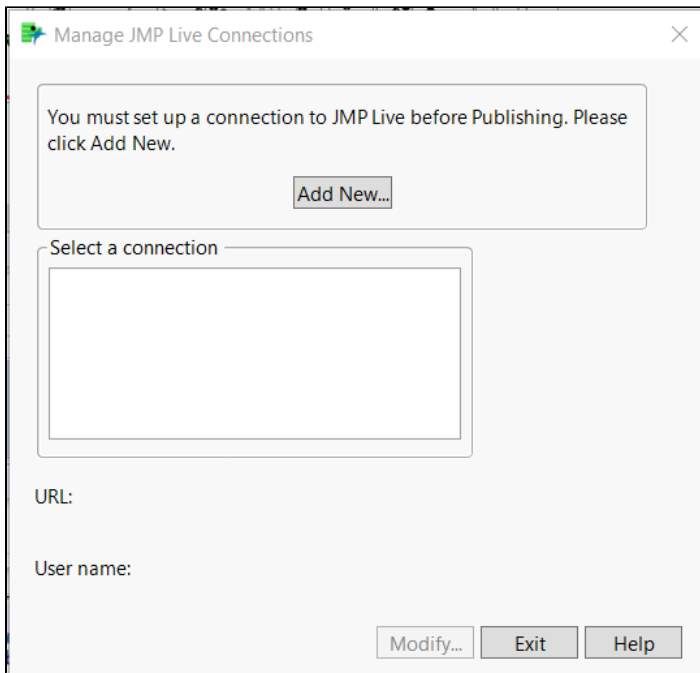 Manage JMP Live Connections
You must set up a connection to JMP Live before Publishing. Please
click Add New.
Add New...
Select a connection
URL:
User name:
Modify...
Exit
Help